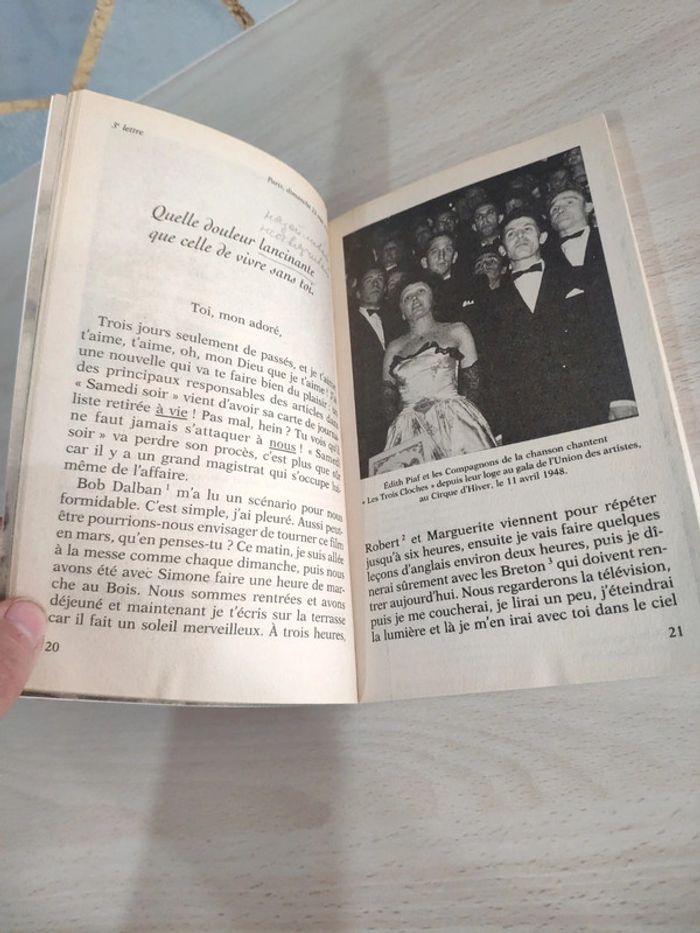 3e lettre
Paris, dimanche 22
Quelle douleur lancinante
que celle de vivre sans toi.
Toi, mon adoré,
Trois jours seulement de passés, et je t'aime,
t'aime, t'aime, oh, mon Dieu que je t'aime !
une nouvelle qui va te faire bien du plaisir :
des principaux responsables des articles dans
« Samedi soir » vient d'avoir sa carte de journa-
liste retirée à vie ! Pas mal, hein ? Tu vois qu'il
ne faut jamais s'attaquer à nous ! « Samedi
soir » va perdre son procès, c'est plus que sûr
car il y a un grand magistrat qui s'occupe lui-
même de l'affaire.
Bob Dalban1 m'a lu un scénario pour nous
formidable. C'est simple, j'ai pleuré. Aussi peut-
être pourrions-nous envisager de tourner ce film
en mars, qu'en penses-tu ? Ce matin, je suis allée
à la messe comme chaque dimanche, puis nous
avons été avec Simone faire une heure de mar-
che au Bois. Nous sommes rentrées et avons
déjeuné et maintenant je t'écris sur la terrasse
car il fait un soleil merveilleux. À trois heures,
20
Édith Piaf et les Compagnons de la chanson chantent
« Les Trois Cloches » depuis leur loge au gala de l'Union des artistes,
au Cirque d'Hiver, le 11 avril 1948.
Robert2 et Marguerite viennent pour répéter
jusqu'à six heures, ensuite je vais faire quelques
leçons d'anglais environ deux heures, puis je dî-
nerai sûrement avec les Breton3 qui doivent ren-
trer aujourd'hui. Nous regarderons la télévision,
puis je me coucherai, je lirai un peu, j'éteindrai
la lumière et là je m'en irai avec toi dans le ciel
21